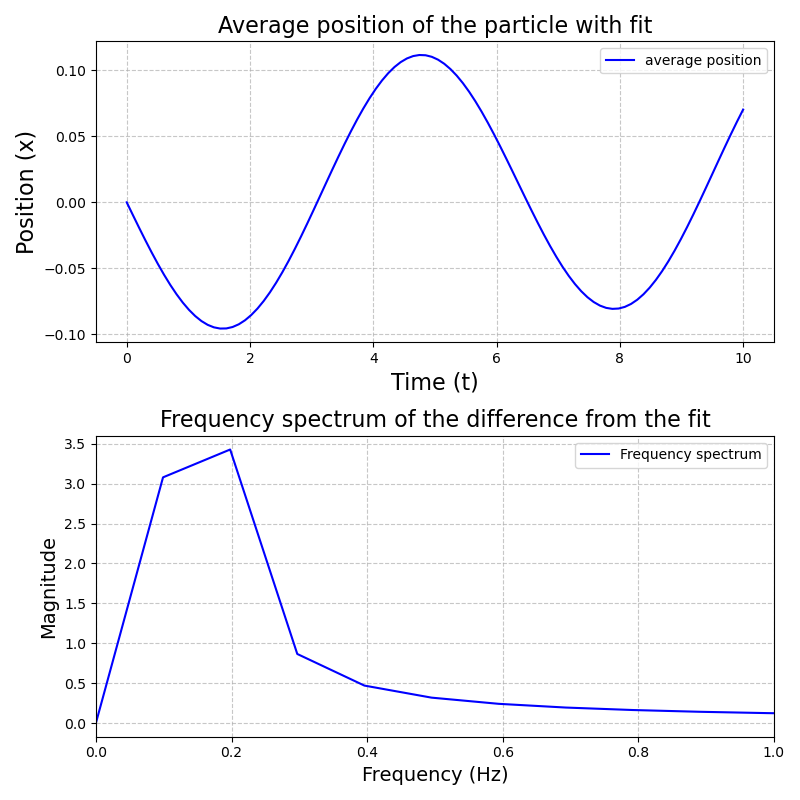 Average position of the particle with fit
average position
Position (x)
0.10
0.05
0.00
−0.05
−0.10
0 2 4 6 8 10
Time (t)
Frequency spectrum of the difference from the fit
Frequency spectrum
Magnitude
3.5
3.0
2.5
2.0
1.5
1.0
0.5
0.0
0.0 0.2 0.4 0.6 0.8 1.0
Frequency (Hz)